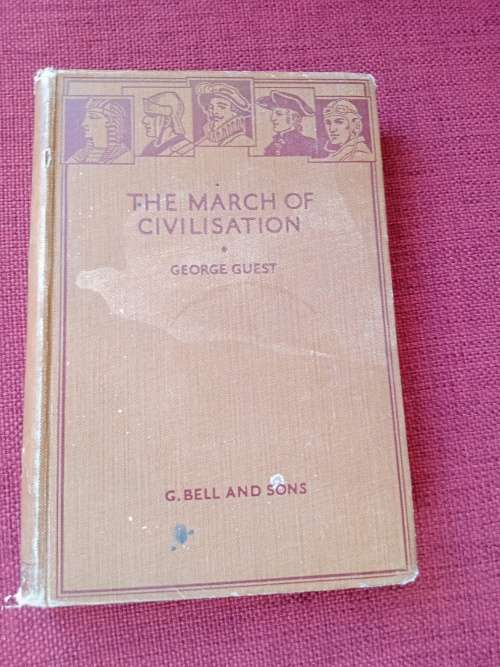 THE MARCH OF
CIVILISATION
GEORGE GUEST
G. BELL AND SONS